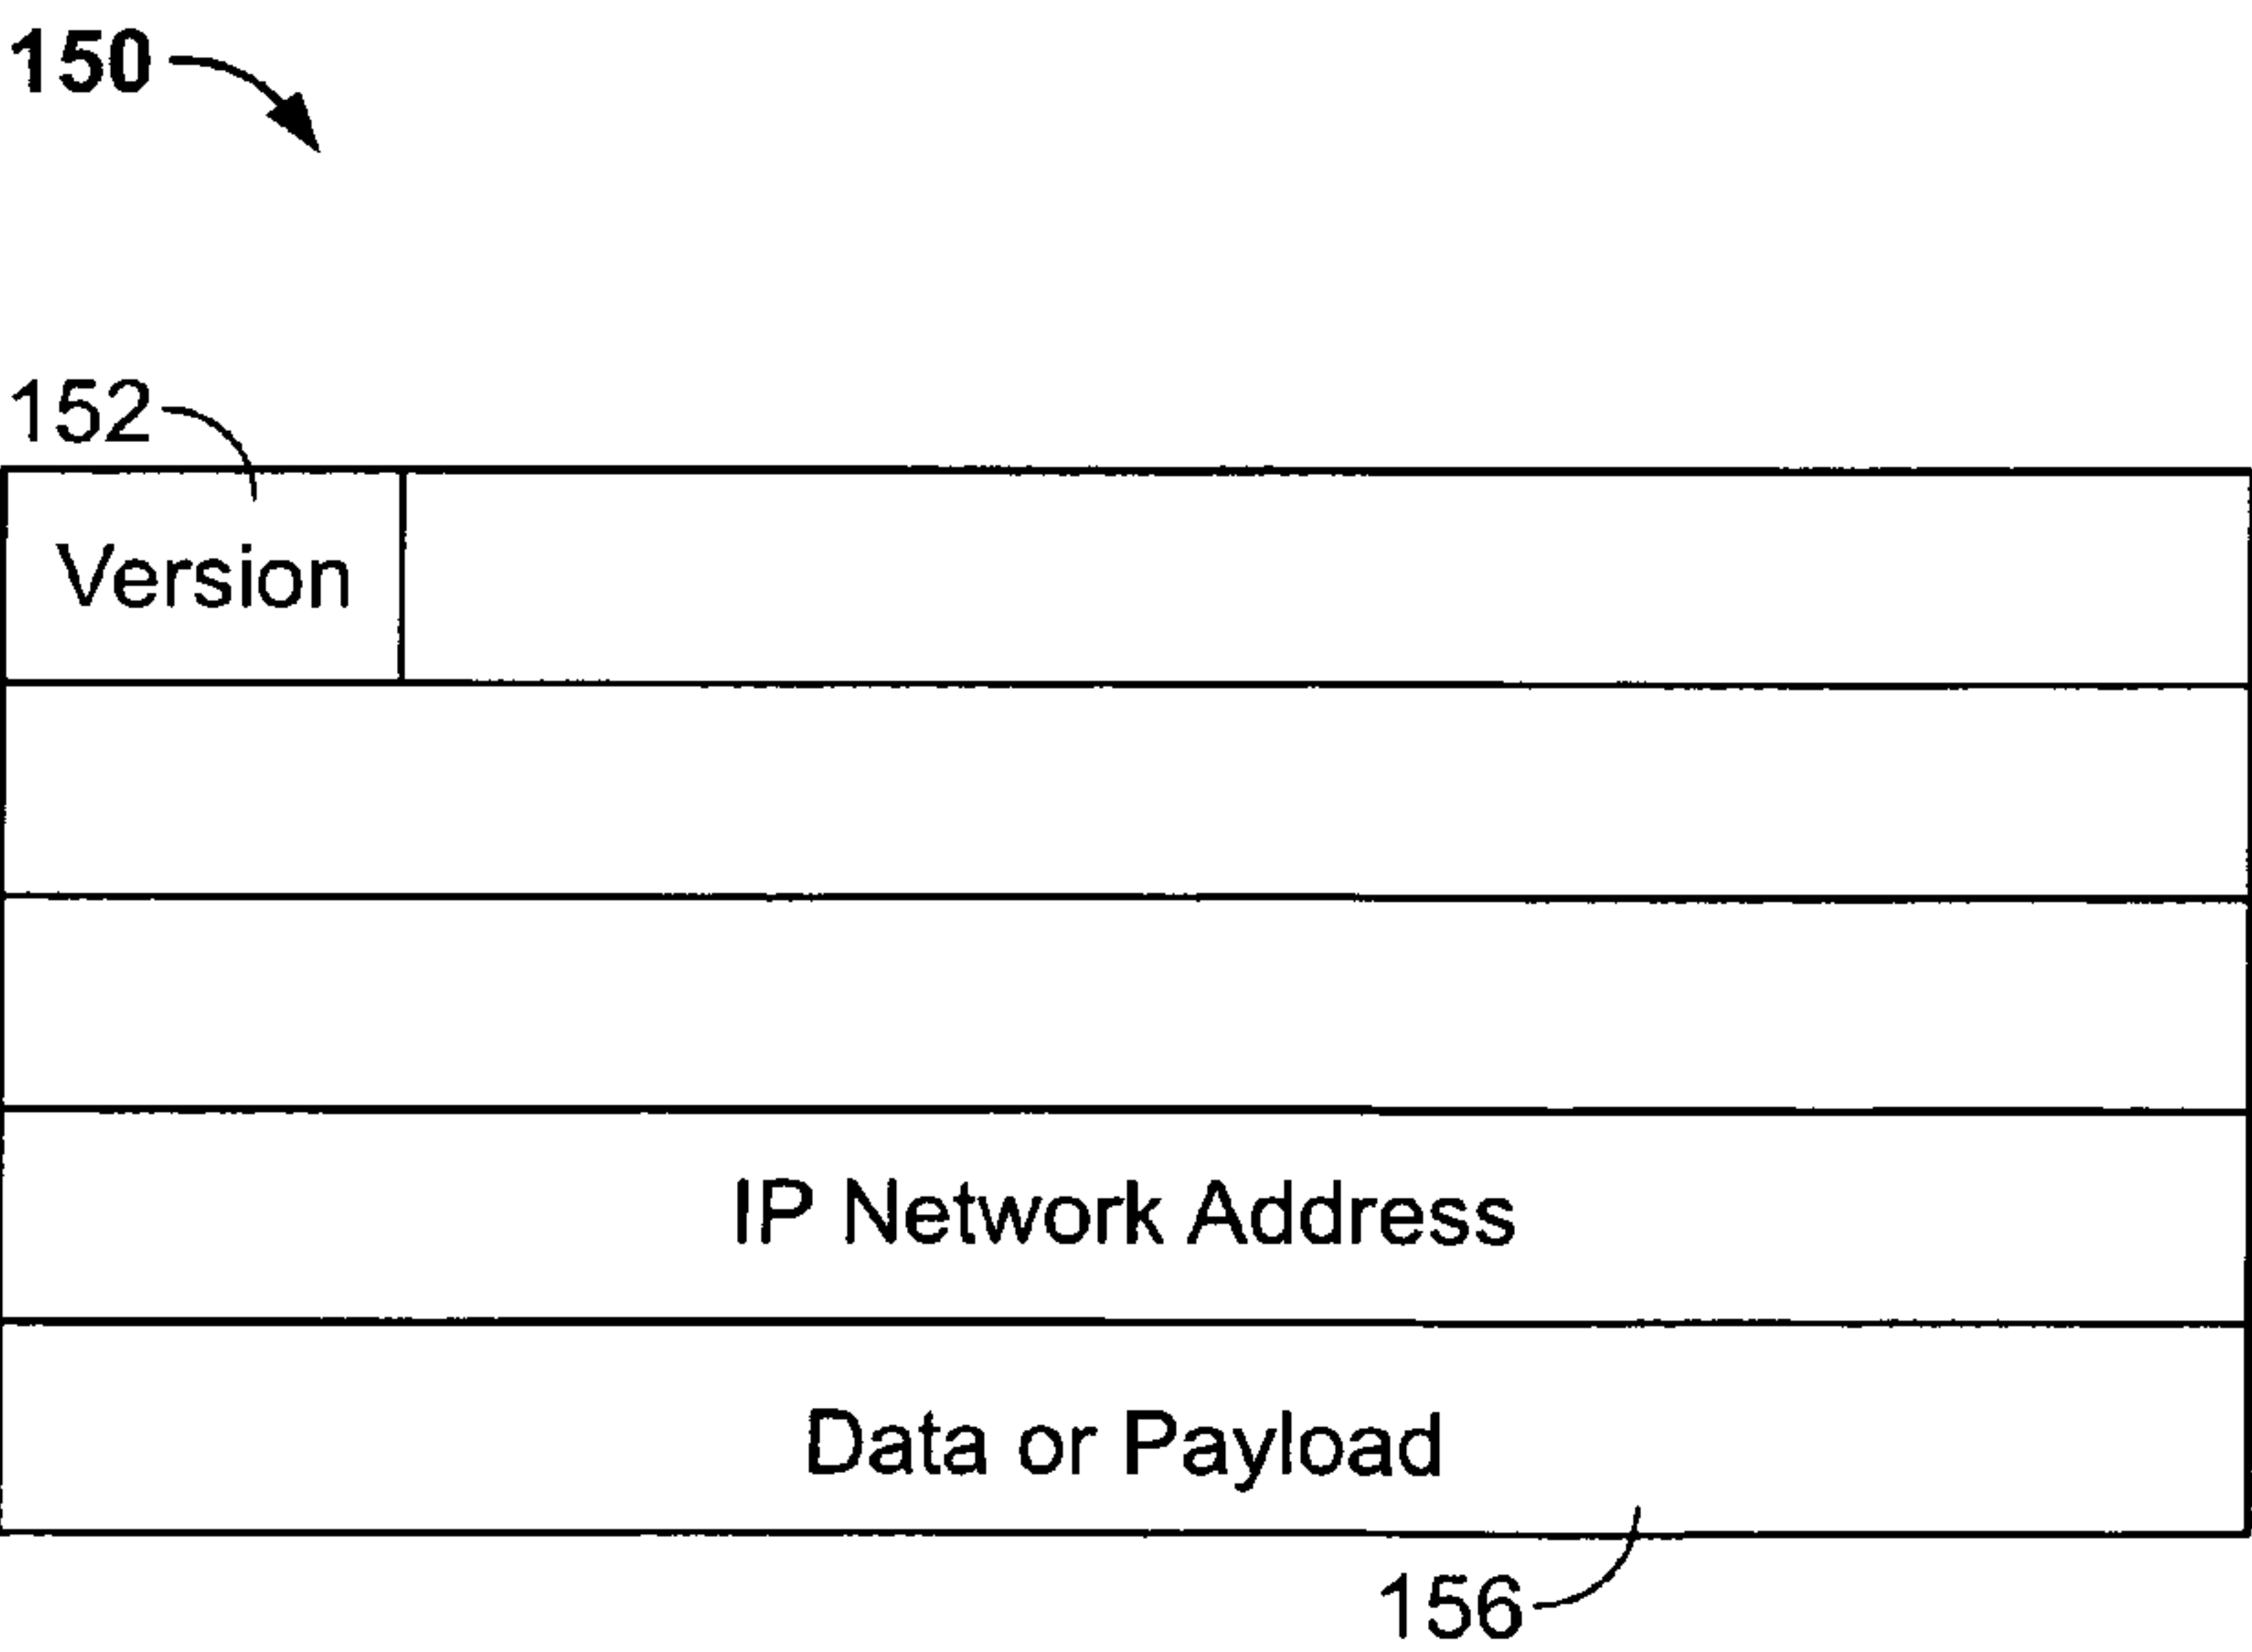 150
152
Version
IP Network Address
Data or Payload
156